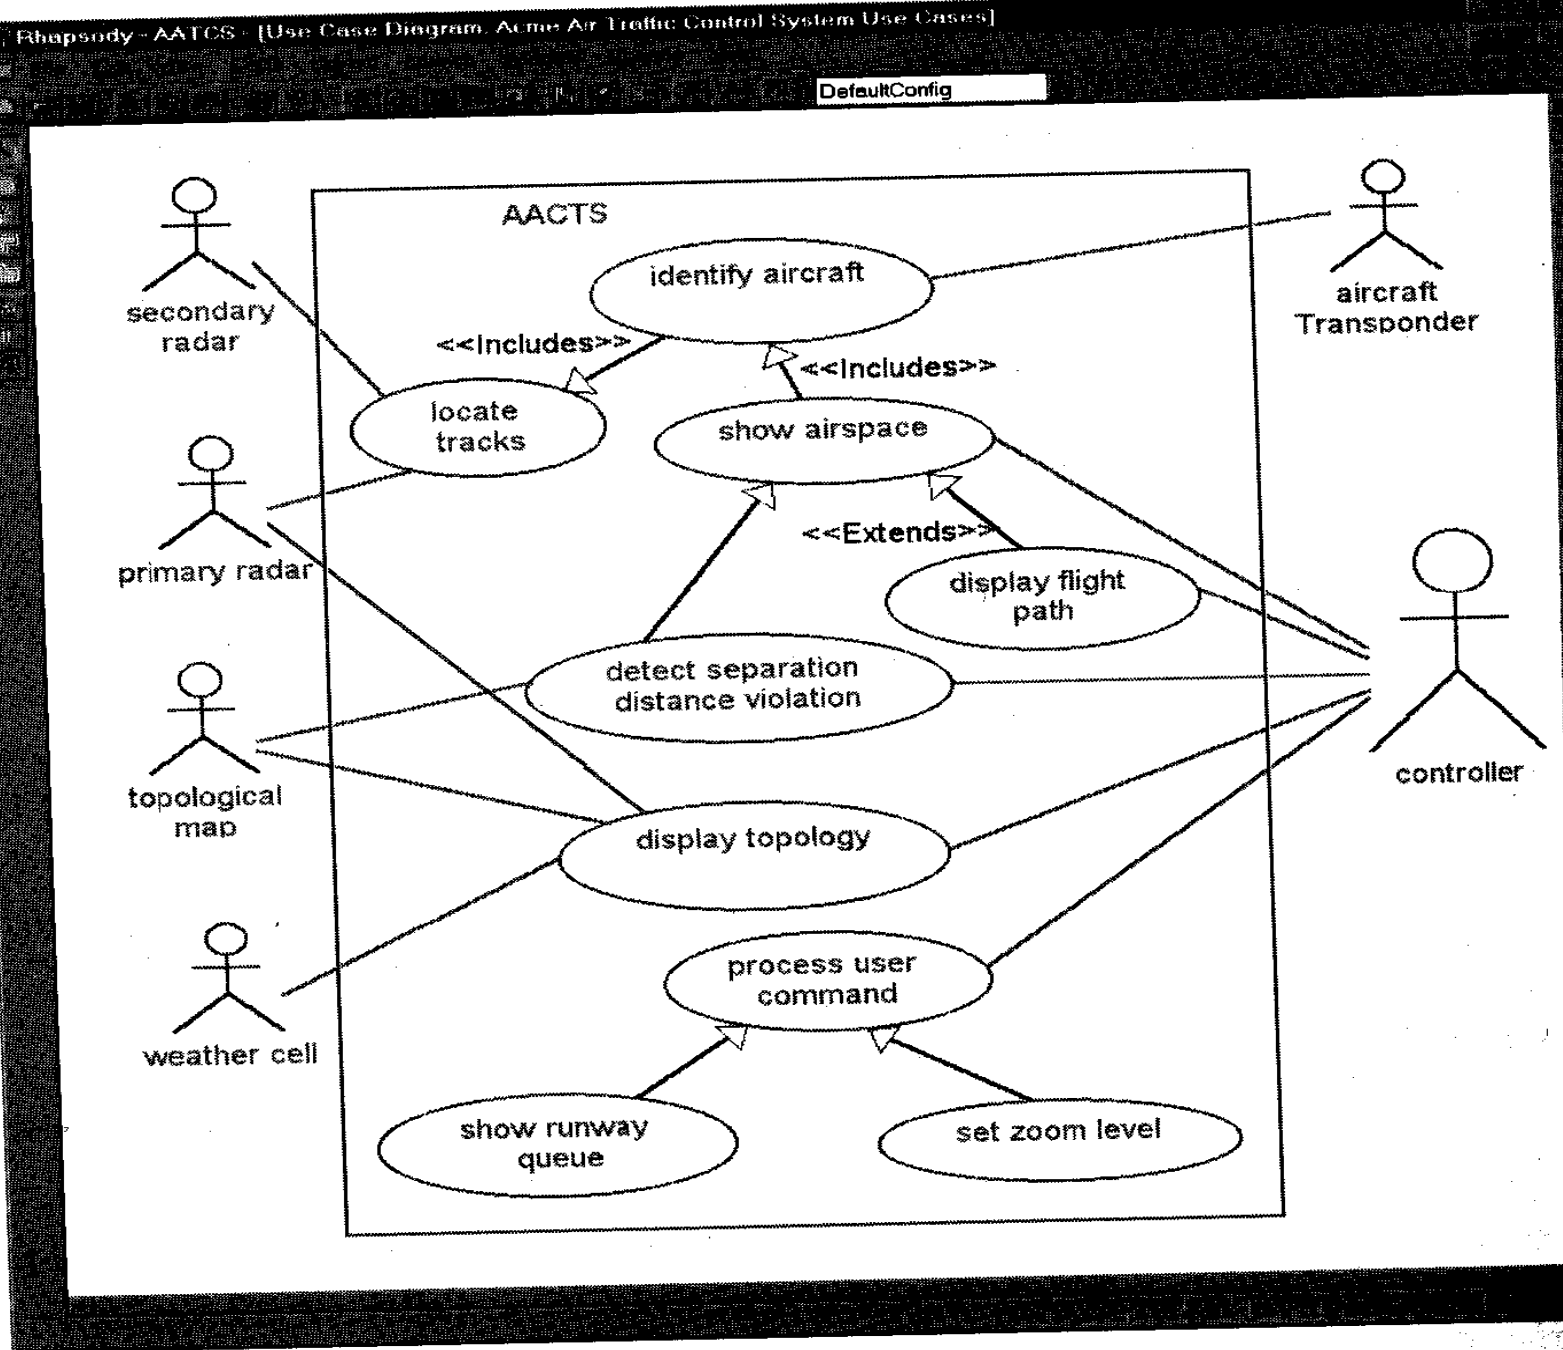 Rhapsody - AATCS - [Use Case Diagram. Acme Air Traffic Control System Use Cases]
DefaultConfig
AACTS
identify aircraft
secondary
radar
aircraft
Transponder
<<Includes>>
<<Includes>>
locate
tracks
show airspace
primary radar
<<Extends>>
display flight
path
detect separation
distance violation
topological
map
controller
display topology
process user
command
weather cell
show runway
queue
set zoom level